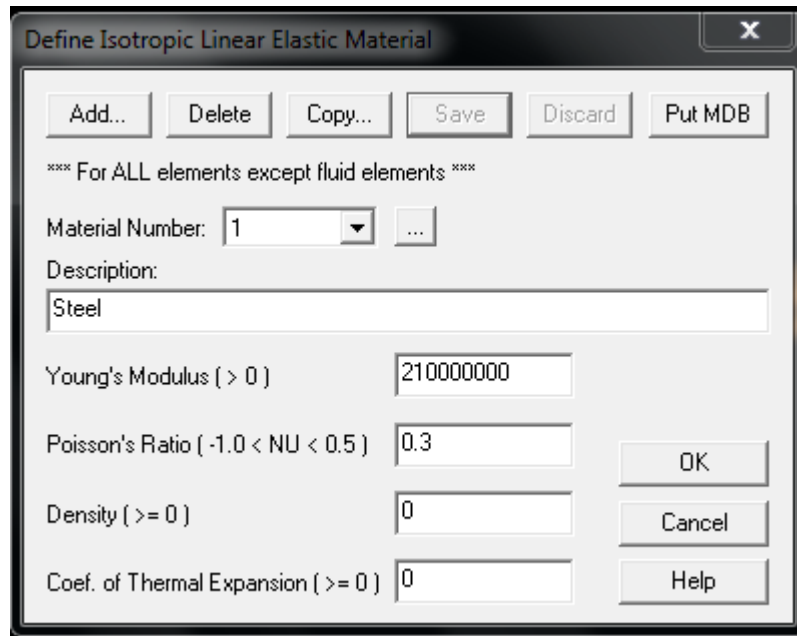 Define Isotropic Linear Elastic Material
x
Add... Delete Copy... Save Discard Put MDB
*** For ALL elements except fluid elements ***
Material Number: 1 ...
Description:
Steel
Young's Modulus ( > 0 ) 210000000
Poisson's Ratio ( -1.0 < NU < 0.5 ) 0.3
OK
Density ( >= 0 ) 0
Cancel
Coef. of Thermal Expansion ( >= 0 ) 0
Help